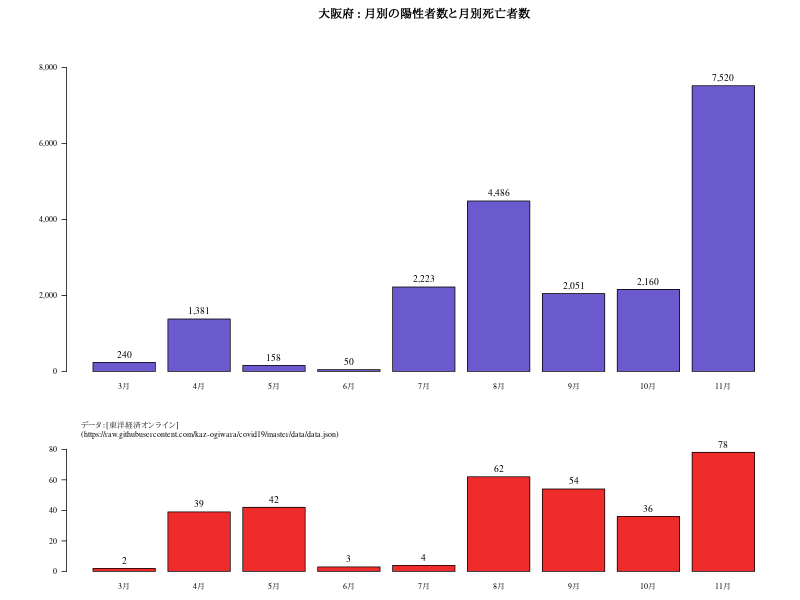 大阪府 : 月別の陽性者数と月別死亡者数
8,000
6,000
4,000
2,000
0
240
1,381
158
50
2,223
4,486
2,051
2,160
7,520
3月
4月
5月
6月
7月
8月
9月
10月
11月
データ:[東洋経済オンライン]
(https://raw.githubusercontent.com/kaz-ogiwara/covid19/master/data/data.json)
80
60
40
20
0
2
39
42
3
4
62
54
36
78
3月
4月
5月
6月
7月
8月
9月
10月
11月